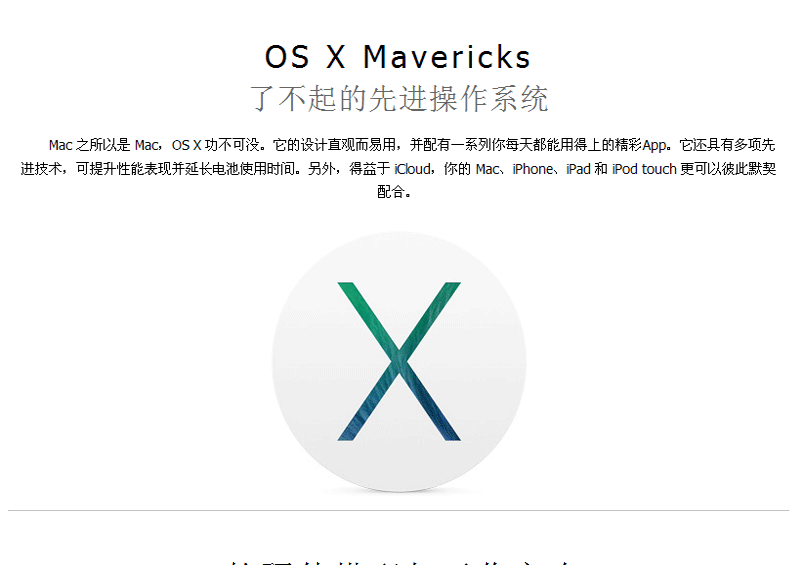 OS X Mavericks
了不起的先进操作系统
Mac 之所以是 Mac，OS X 功不可没。它的设计直观而易用，并配有一系列你每天都能用得上的精彩App。它还具有多项先
进技术，可提升性能表现并延长电池使用时间。另外，得益于 iCloud，你的 Mac、iPhone、iPad 和 iPod touch 更可以彼此默契
配合。
X